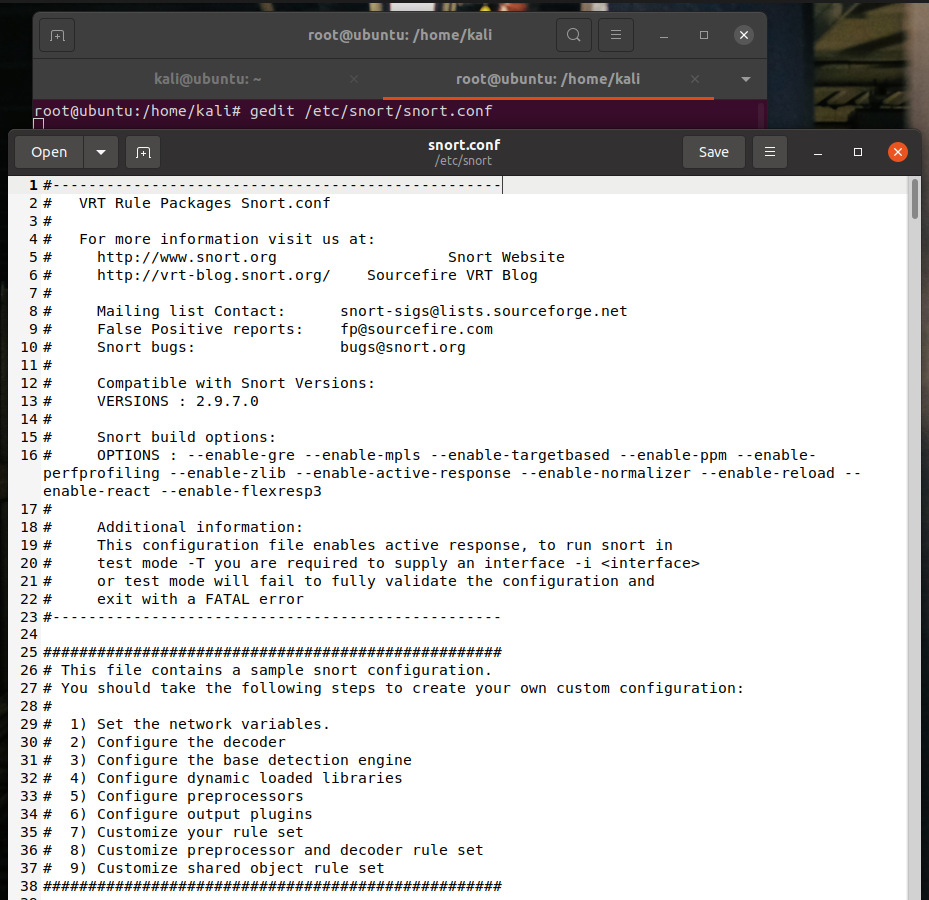 root@ubuntu: /home/kali
kali@ubuntu: ~
root@ubuntu: /home/kali
root@ubuntu:/home/kali# gedit /etc/snort/snort.conf
Open
snort.conf
/etc/snort
Save
1 #--------------------------------------------------
2 #   VRT Rule Packages Snort.conf
3 #
4 #   For more information visit us at:
5 #     http://www.snort.org                   Snort Website
6 #     http://vrt-blog.snort.org/    Sourcefire VRT Blog
7 #
8 #     Mailing list Contact:      snort-sigs@lists.sourceforge.net
9 #     False Positive reports:    fp@sourcefire.com
10 #     Snort bugs:                bugs@snort.org
11 #
12 #     Compatible with Snort Versions:
13 #     VERSIONS : 2.9.7.0
14 #
15 #     Snort build options:
16 #     OPTIONS : --enable-gre --enable-mpls --enable-targetbased --enable-ppm --enable-
perfprofiling --enable-zlib --enable-active-response --enable-normalizer --enable-reload --
enable-react --enable-flexresp3
17 #
18 #     Additional information:
19 #     This configuration file enables active response, to run snort in
20 #     test mode -T you are required to supply an interface -i <interface>
21 #     or test mode will fail to fully validate the configuration and
22 #     exit with a FATAL error
23 #--------------------------------------------------
24
25 ###################################################
26 # This file contains a sample snort configuration.
27 # You should take the following steps to create your own custom configuration:
28 #
29 #  1) Set the network variables.
30 #  2) Configure the decoder
31 #  3) Configure the base detection engine
32 #  4) Configure dynamic loaded libraries
33 #  5) Configure preprocessors
34 #  6) Configure output plugins
35 #  7) Customize your rule set
36 #  8) Customize preprocessor and decoder rule set
37 #  9) Customize shared object rule set
38 ###################################################